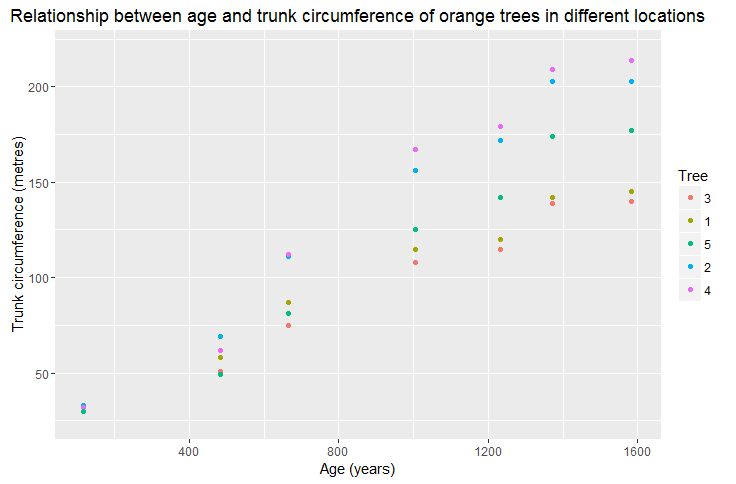 Relationship between age and trunk circumference of orange trees in different locations
Trunk circumference (metres)
200
150
100
50
400 800 1200 1600
Age (years)
Tree
3
1
5
2
4